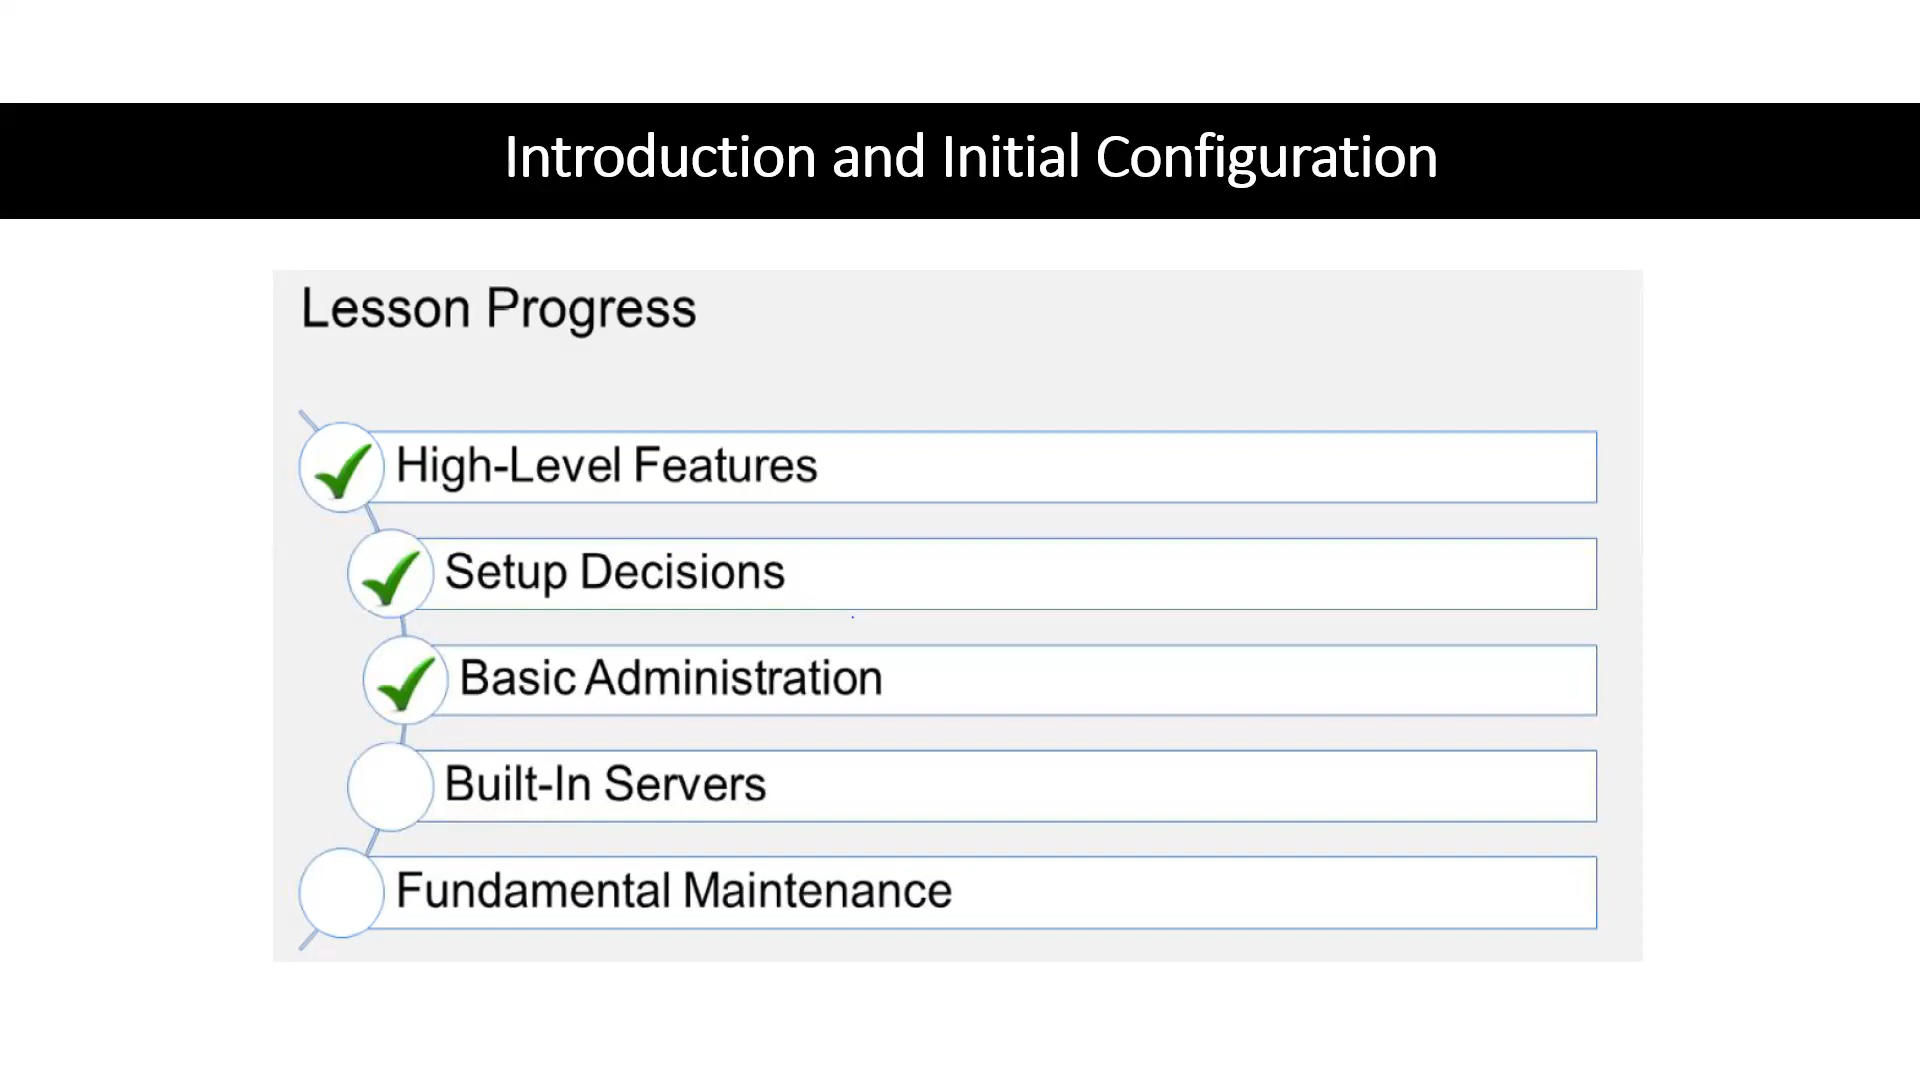 Introduction and Initial Configuration
Lesson Progress
High-Level Features
Setup Decisions
Basic Administration
Built-In Servers
Fundamental Maintenance